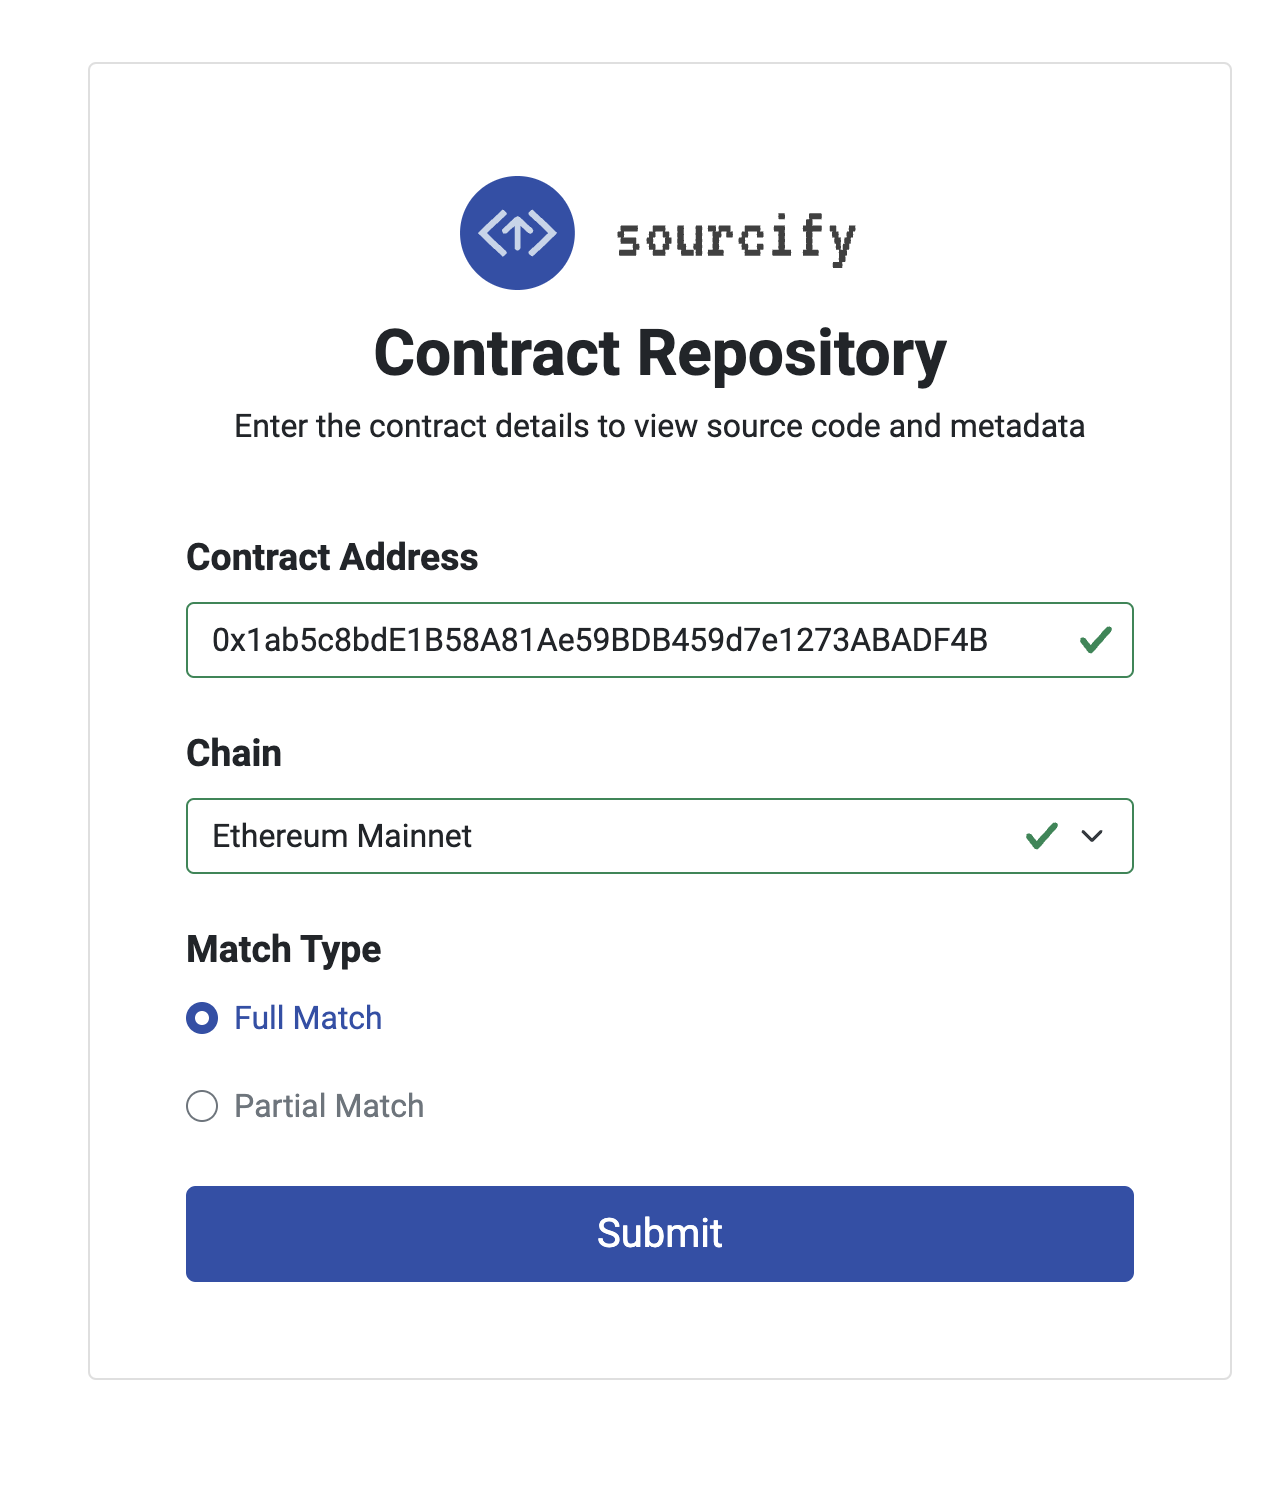 sourcify
Contract Repository
Enter the contract details to view source code and metadata
Contract Address
0x1ab5c8bdE1B58A81Ae59BDB459d7e1273ABADF4B
Chain
Ethereum Mainnet
Match Type
Full Match
Partial Match
Submit